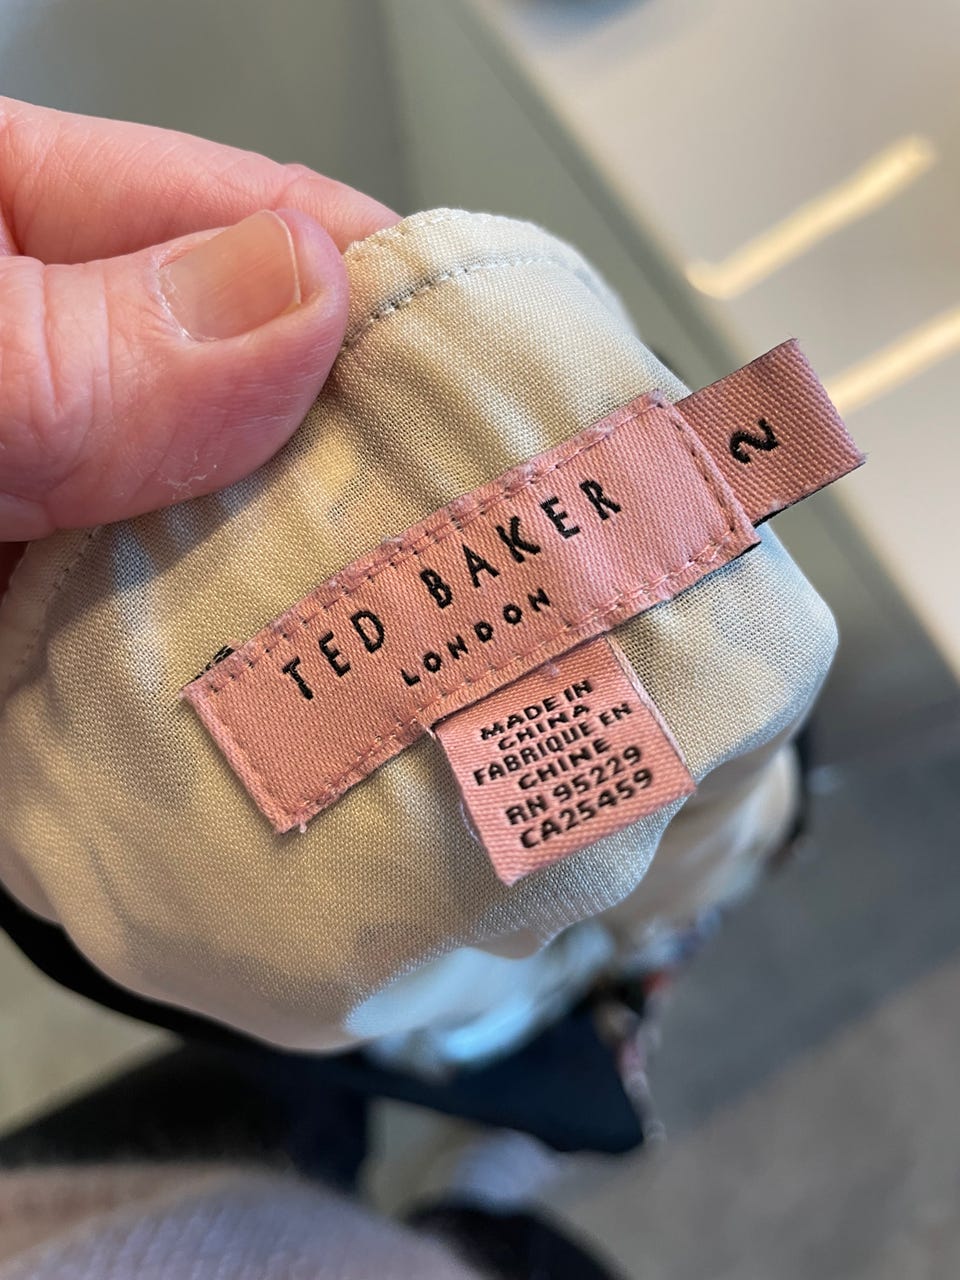 TED BAKER
LONDON
2
MADE IN
CHINA
FABRIQUE EN
CHINE
RN 95229
CA25459